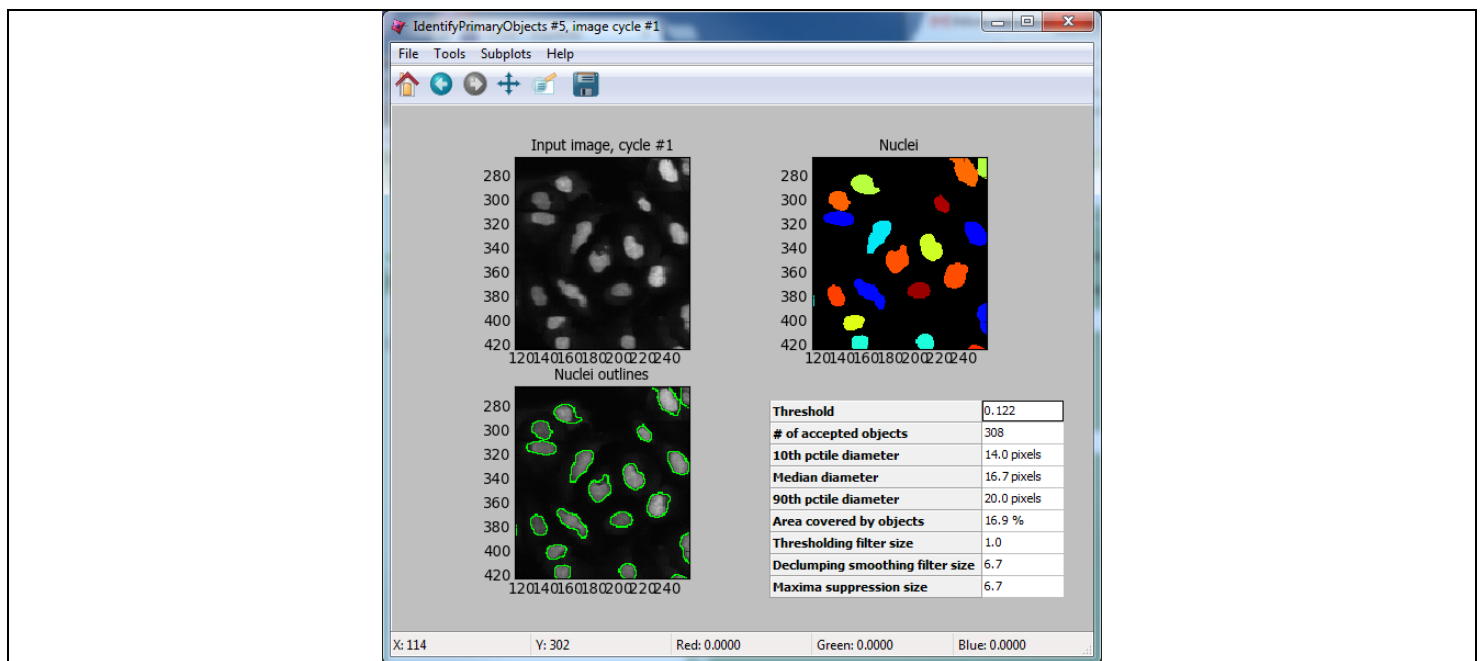 IdentifyPrimaryObjects #5, image cycle #1
File Tools Subplots Help
Input image, cycle #1
280
300
320
340
360
380
400
420
120140160180200220240
Nuclei
280
300
320
340
360
380
400
420
120140160180200220240
Nuclei outlines
280
300
320
340
360
380
400
420
120140160180200220240
Threshold 0.122
# of accepted objects 308
10th pctile diameter 14.0 pixels
Median diameter 16.7 pixels
90th pctile diameter 20.0 pixels
Area covered by objects 16.9 %
Thresholding filter size 1.0
Declumping smoothing filter size 6.7
Maxima suppression size 6.7
X: 114 Y: 302 Red: 0.0000 Green: 0.0000 Blue: 0.0000